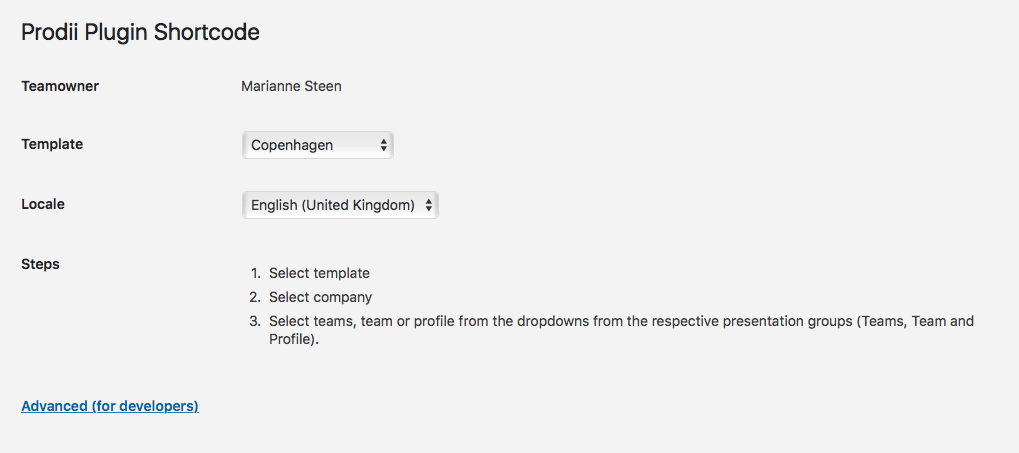 Prodii Plugin Shortcode
Teamowner Marianne Steen
Template Copenhagen
Locale English (United Kingdom)
Steps
1. Select template
2. Select company
3. Select teams, team or profile from the dropdowns from the respective presentation groups (Teams, Team and
Profile).
Advanced (for developers)